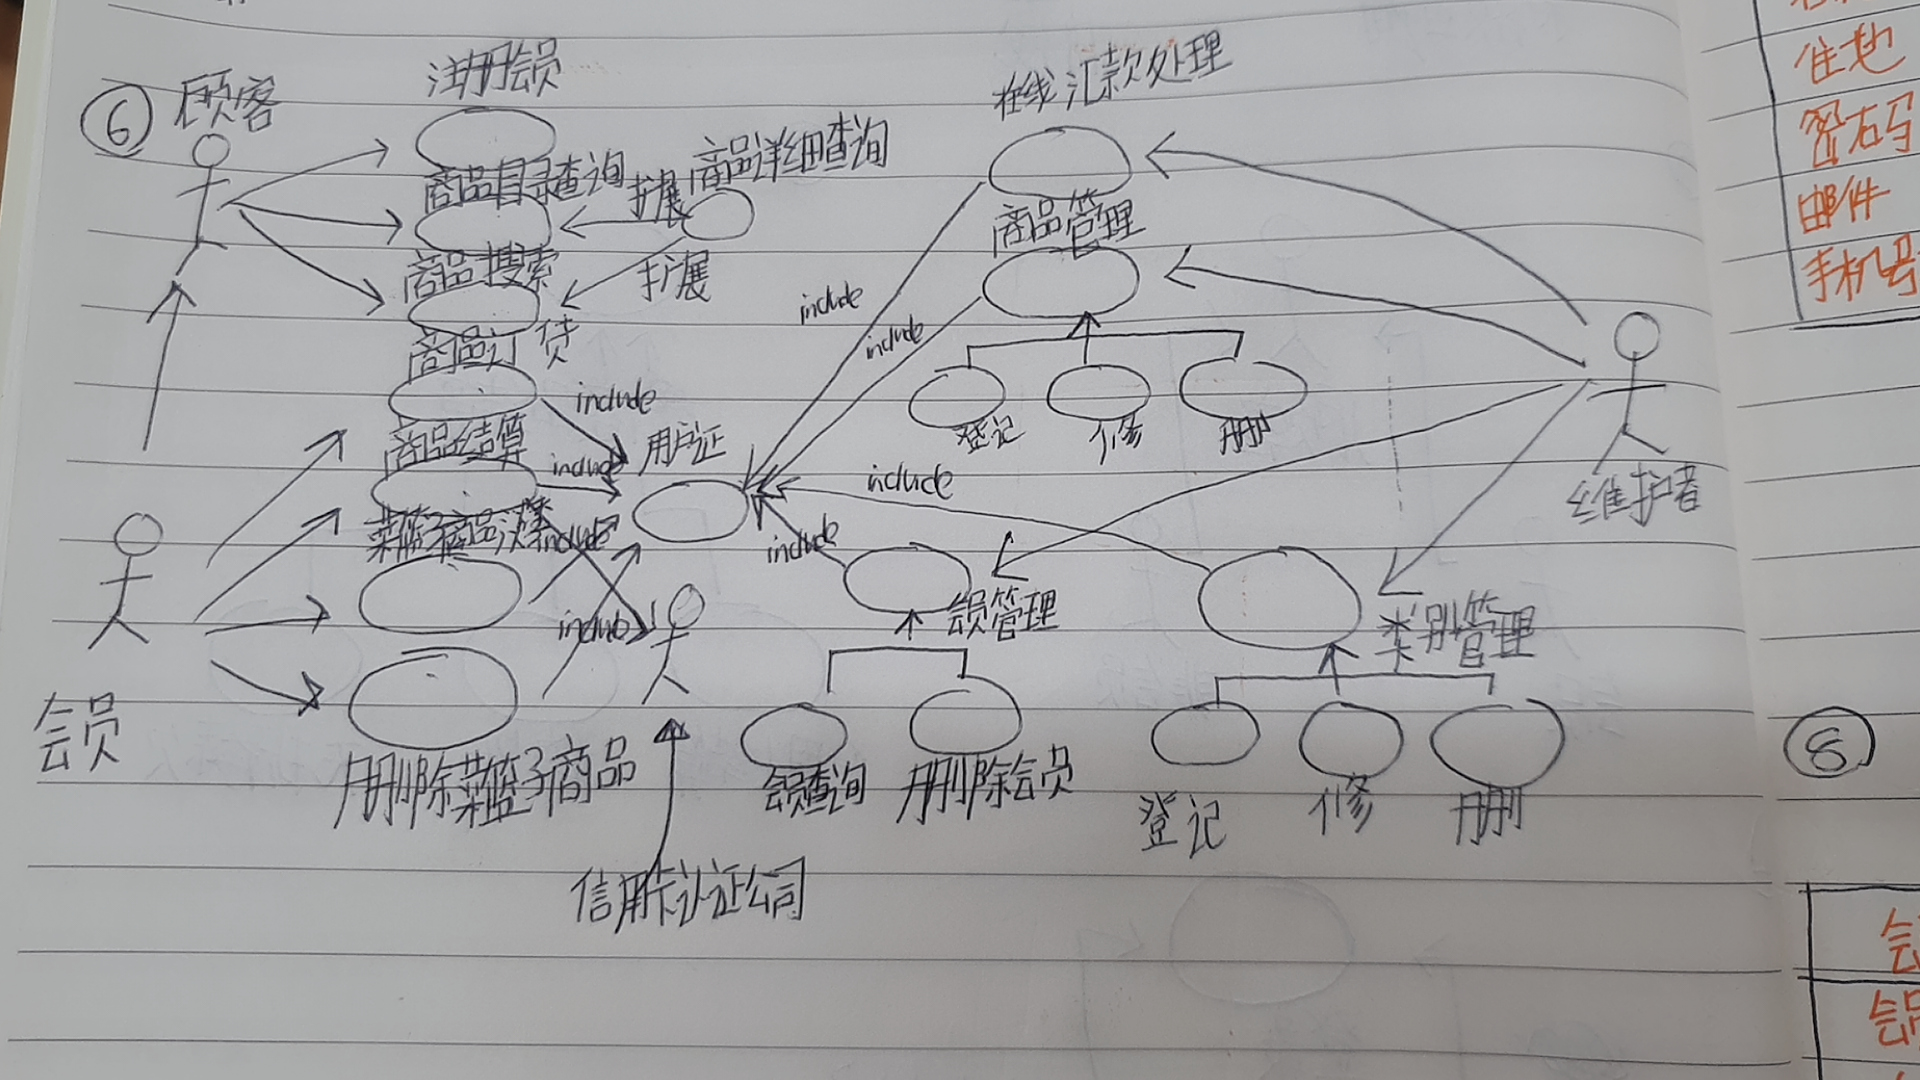 ⑥
顾客
注册会员
商品目录查询
扩展
商品详细查询
商品搜索
扩展
商品订货
include
商品结算
include
用户证
菜篮子商品决算
include
include
会员
删除菜篮子商品
信用卡认证公司
在线汇款处理
商品管理
include
include
登记
修
删
include
include
会员管理
会员查询
删除会员
维护者
类别管理
登记
修
删
住地
密码
邮件
手机号
⑧
会
会员